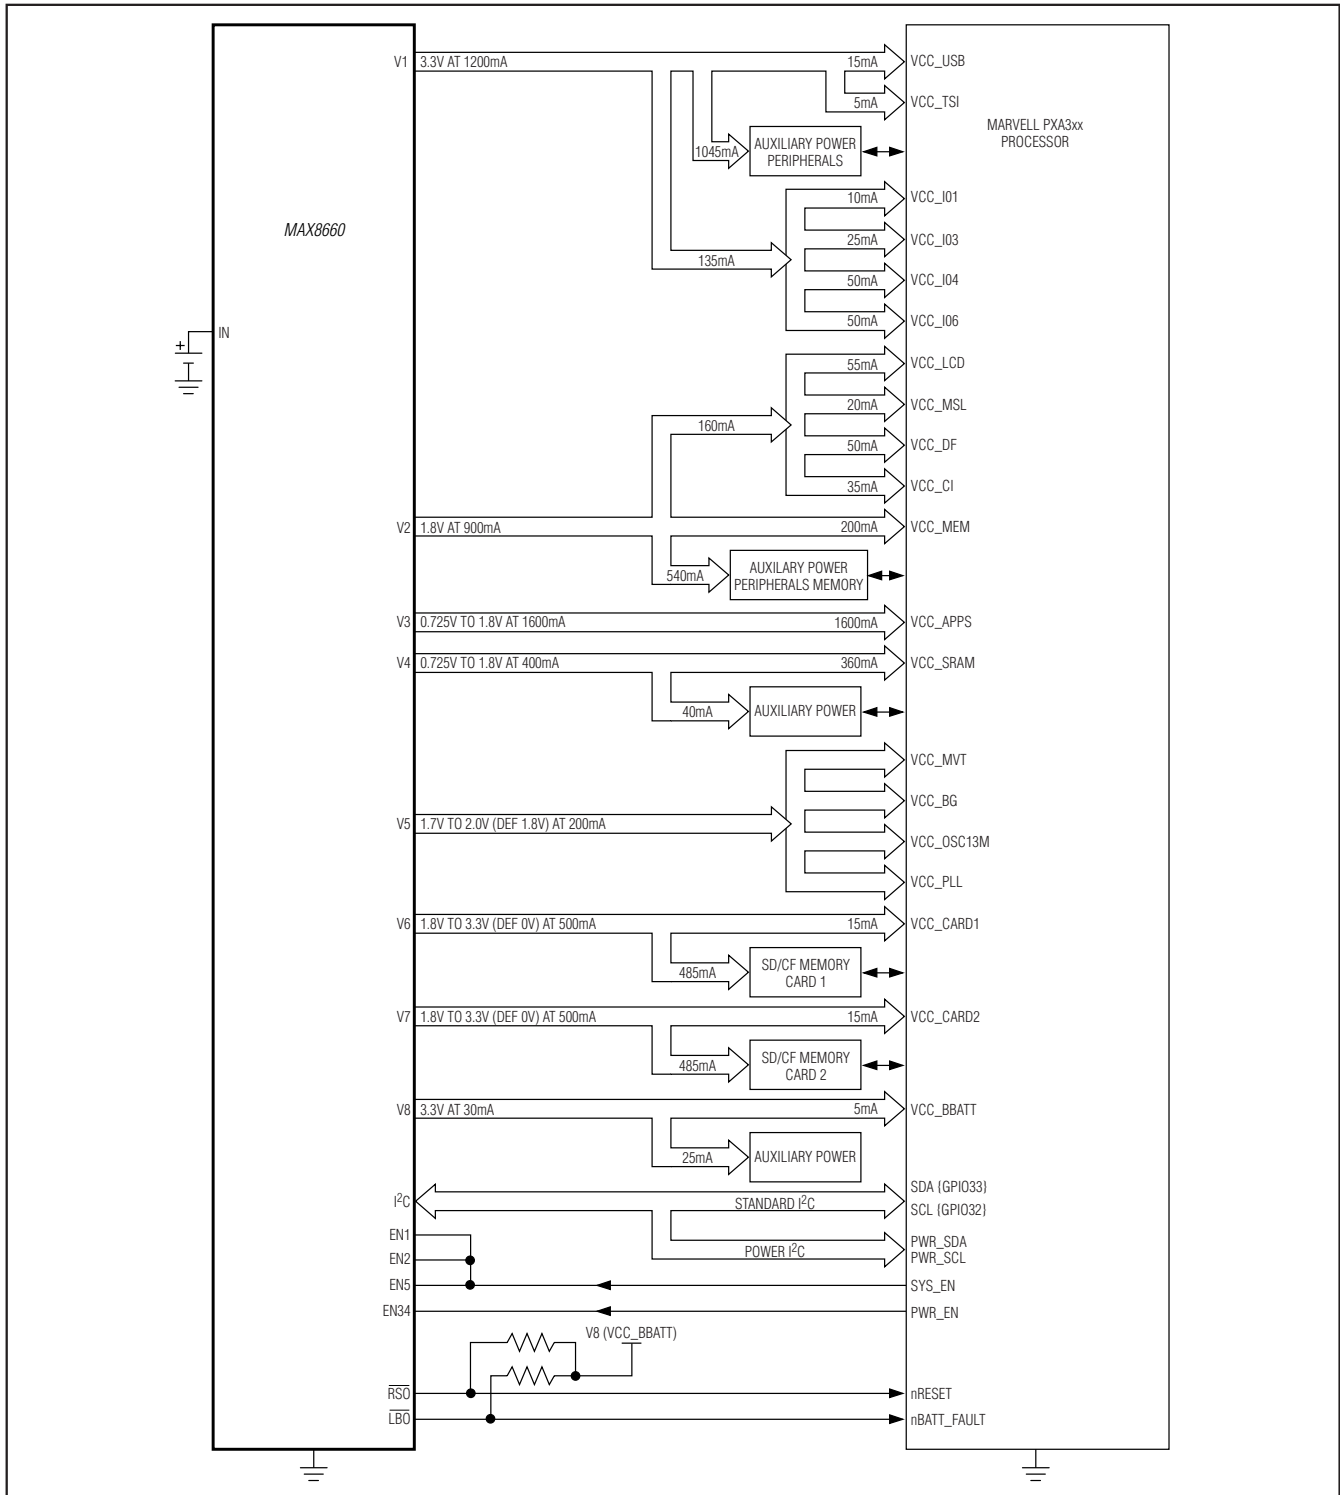 V1 3.3V AT 1200mA 15mA VCC_USB
5mA VCC_TSI
MARVELL PXA3xx
PROCESSOR
1045mA
AUXILIARY POWER
PERIPHERALS
10mA VCC_IO1
MAX8660
25mA VCC_IO3
135mA
50mA VCC_IO4
50mA VCC_IO6
IN
+
55mA VCC_LCD
20mA VCC_MSL
160mA
50mA VCC_DF
35mA VCC_CI
V2 1.8V AT 900mA 200mA VCC_MEM
540mA
AUXILARY POWER
PERIPHERALS MEMORY
V3 0.725V TO 1.8V AT 1600mA 1600mA VCC_APPS
V4 0.725V TO 1.8V AT 400mA 360mA VCC_SRAM
40mA AUXILIARY POWER
VCC_MVT
VCC_BG
V5 1.7V TO 2.0V (DEF 1.8V) AT 200mA
VCC_OSC13M
VCC_PLL
V6 1.8V TO 3.3V (DEF 0V) AT 500mA 15mA VCC_CARD1
485mA
SD/CF MEMORY
CARD 1
V7 1.8V TO 3.3V (DEF 0V) AT 500mA 15mA VCC_CARD2
485mA
SD/CF MEMORY
CARD 2
V8 3.3V AT 30mA 5mA VCC_BBATT
25mA AUXILIARY POWER
I²C STANDARD I²C
SDA (GPIO33)
SCL (GPIO32)
EN1
POWER I²C
PWR_SDA
PWR_SCL
EN2
EN5 SYS_EN
EN34 PWR_EN
V8 (VCC_BBATT)
RSO nRESET
LBO nBATT_FAULT